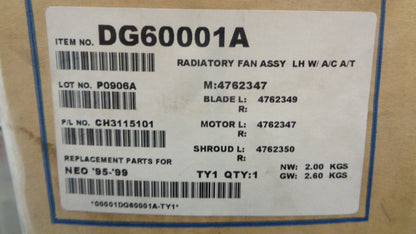 ITEM NO. DG60001A
RADIATORY FAN ASSY LH W/ A/C A/T
LOT NO. P0906A
M:4762347
BLADE L: 4762349
R:
P/L NO. CH3115101
MOTOR L: 4762347
R:
SHROUD L: 4762350
R:
REPLACEMENT PARTS FOR
NEO '95-'99
TY1 QTY:1
NW: 2.00 KGS
GW: 2.60 KGS
*00001DG60001A-TY1*